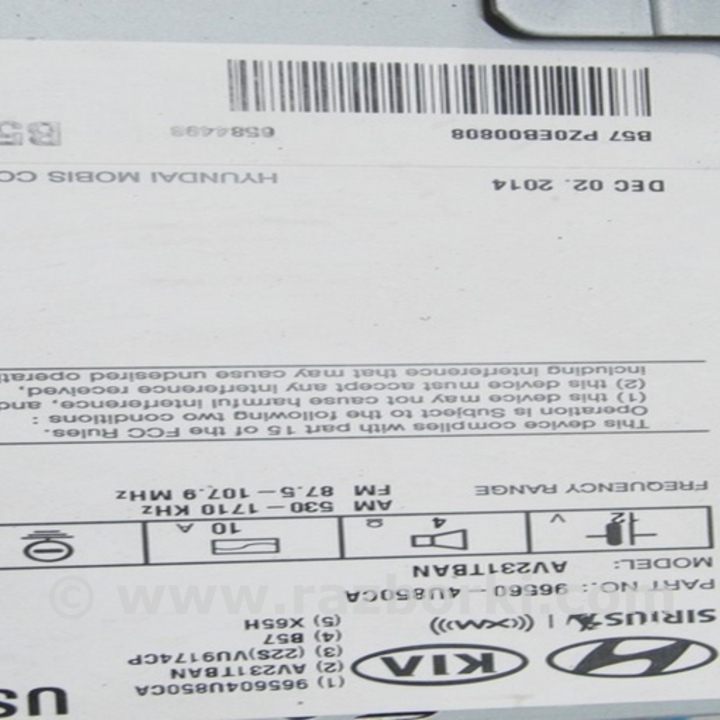 US
(1) 965604U850CA
(2) AV231TBAN
(3) (22S)VU9174CP
(4) B57
(5) X65H
KIA
SIRIUS | ((XM))
PART NO.: 96560-4U850CA
MODEL: AV231TBAN
12 V 4 Ω 10 A
FREQUENCY RANGE AM 530-1710 KHz
FM 87.5-107.9 MHz
This device complies with part 15 of the FCC Rules.
Operation is Subject to the following two conditions :
(1) this device may not cause harmful interference, and
(2) this device must accept any interference received,
including interference that may cause undesired operat
DEC 02. 2014 HYUNDAI MOBIS CO
B57 PZ0EB00808 6584493 B5
© www.razborki.com